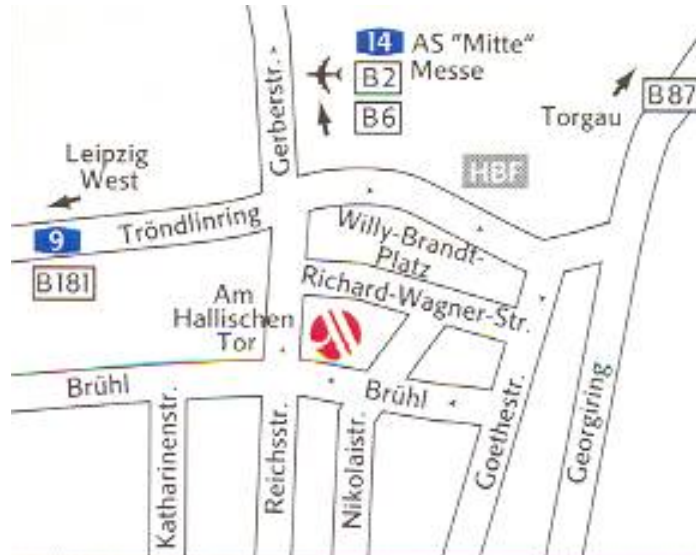 14 AS "Mitte"
Messe
B2
B6
Gerberstr.
B87
Torgau
HBF
Leipzig
West
9
B181
Tröndlinring
Willy-Brandt-
Platz
Richard-Wagner-Str.
Am
Hallischen
Tor
Brühl
Brühl
Katharinenstr.
Reichsstr.
Nikolaistr.
Goethestr.
Georgiring